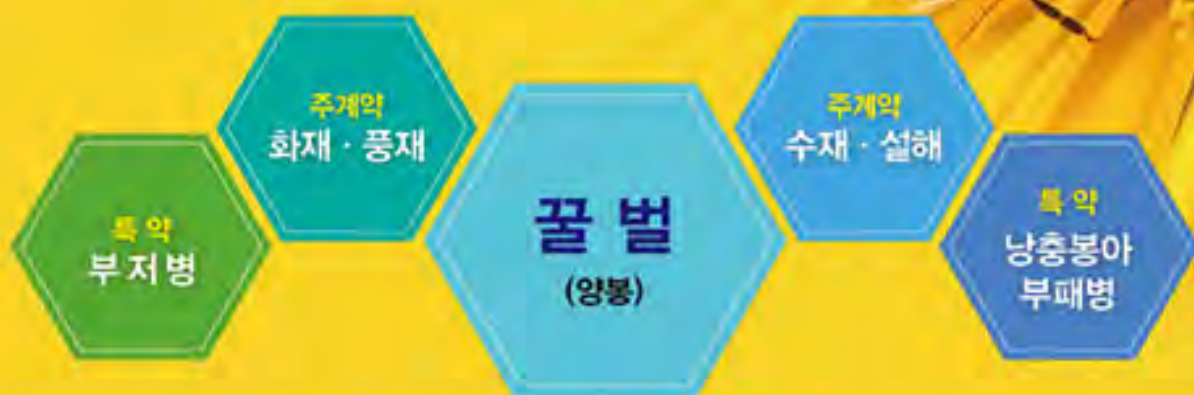 특 약
부저병
주계약
화재 · 풍재
꿀 벌
(양봉)
주계약
수재 · 설해
특 약
낭충봉아
부패병